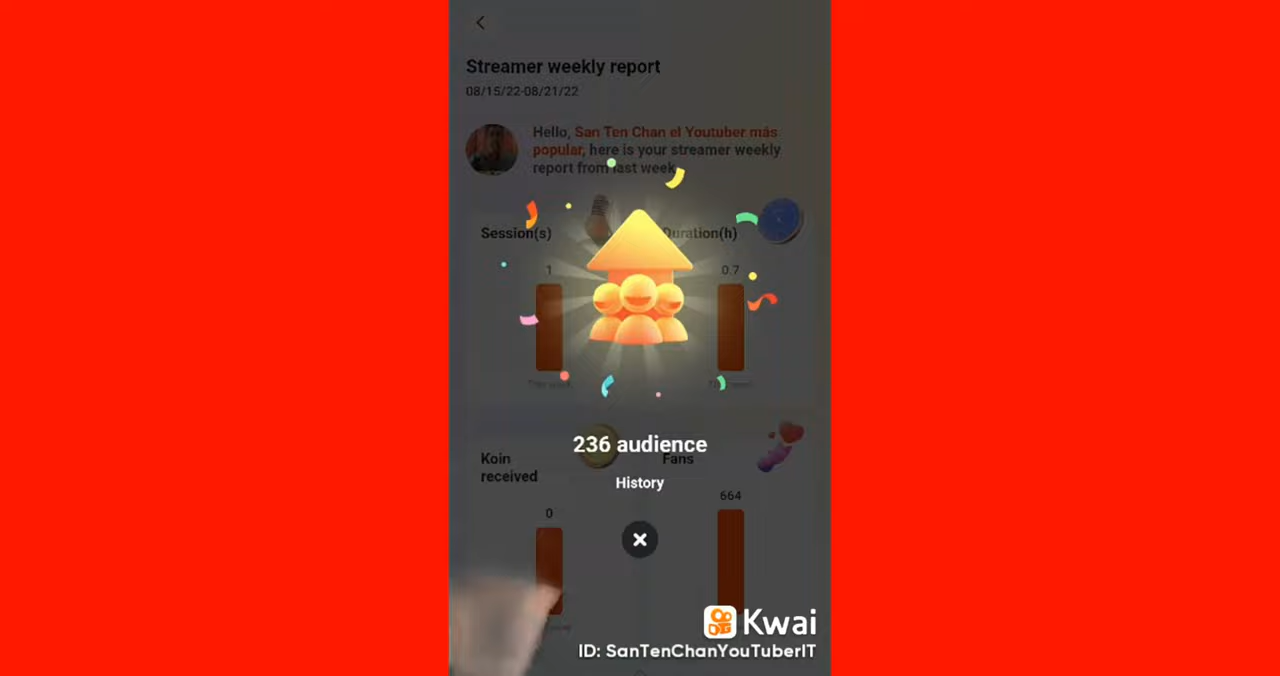 Streamer weekly report
08/15/22-08/21/22
Hello, San Ten Chan el Youtuber más
popular, here is your streamer weekly
report from last week
Session(s)
Duration(h)
1
0.7
236 audience
History
Koin
received
Fans
0
664
Kwai
ID: SanTenChanYouTuberIT